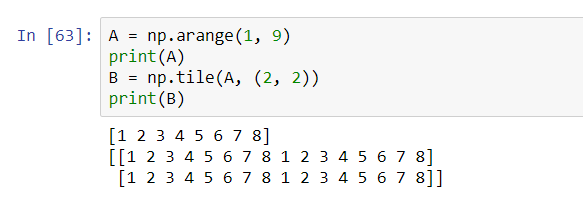 In [63]: A = np.arange(1, 9)
print(A)
B = np.tile(A, (2, 2))
print(B)
[1 2 3 4 5 6 7 8]
[[1 2 3 4 5 6 7 8 1 2 3 4 5 6 7 8]
 [1 2 3 4 5 6 7 8 1 2 3 4 5 6 7 8]]